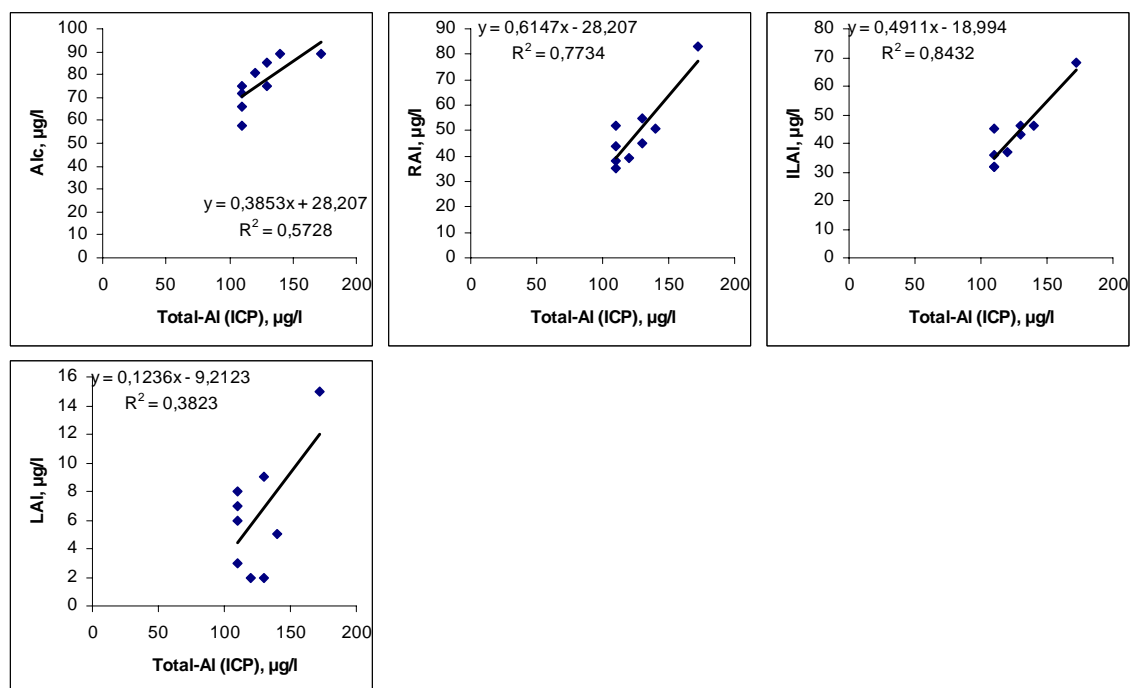 y = 0,3853x + 28,207
R² = 0,5728
0
10
20
30
40
50
60
70
80
90
100
0 50 100 150 200
Total-Al (ICP), µg/l
Alc, µg/l
y = 0,6147x - 28,207
R² = 0,7734
0
10
20
30
40
50
60
70
80
90
0 50 100 150 200
Total-Al (ICP), µg/l
RAl, µg/l
y = 0,4911x - 18,994
R² = 0,8432
0
10
20
30
40
50
60
70
80
0 50 100 150 200
Total-Al (ICP), µg/l
ILAl, µg/l
y = 0,1236x - 9,2123
R² = 0,3823
0
2
4
6
8
10
12
14
16
0 50 100 150 200
Total-Al (ICP), µg/l
LAl, µg/l